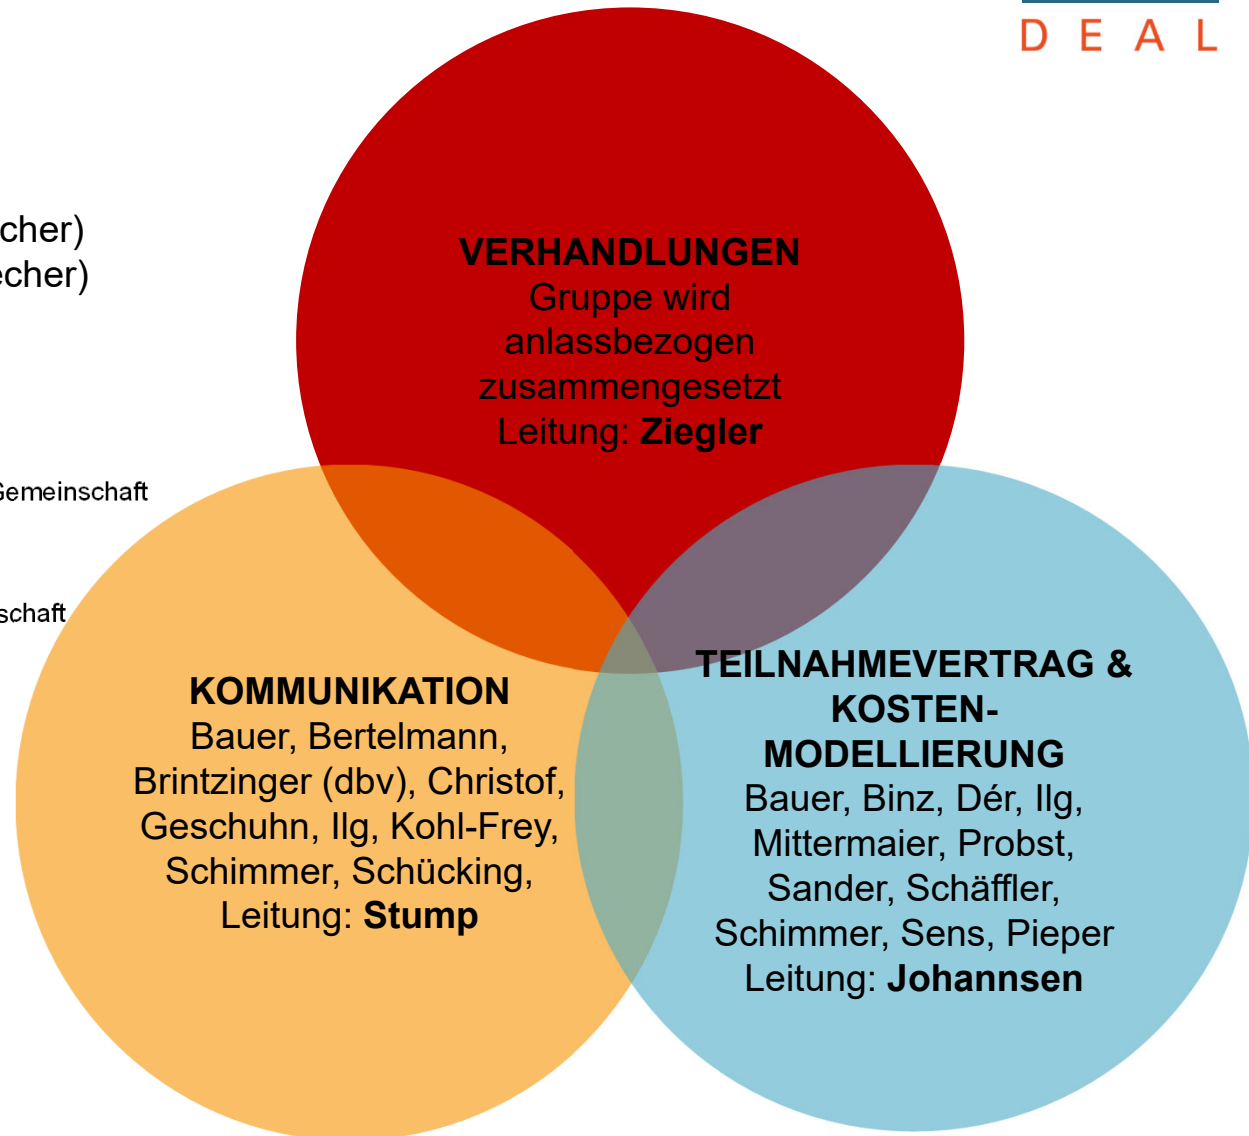 DEAL
cher)
echer)
VERHANDLUNGEN
Gruppe wird
anlassbezogen
zusammengesetzt
Leitung: Ziegler
Gemeinschaft
schaft
KOMMUNIKATION
Bauer, Bertelmann,
Brintzinger (dbv), Christof,
Geschuhn, Ilg, Kohl-Frey,
Schimmer, Schücking,
Leitung: Stump
TEILNAHMEVERTRAG &
KOSTEN-
MODELLIERUNG
Bauer, Binz, Dér, Ilg,
Mittermaier, Probst,
Sander, Schäffler,
Schimmer, Sens, Pieper
Leitung: Johannsen